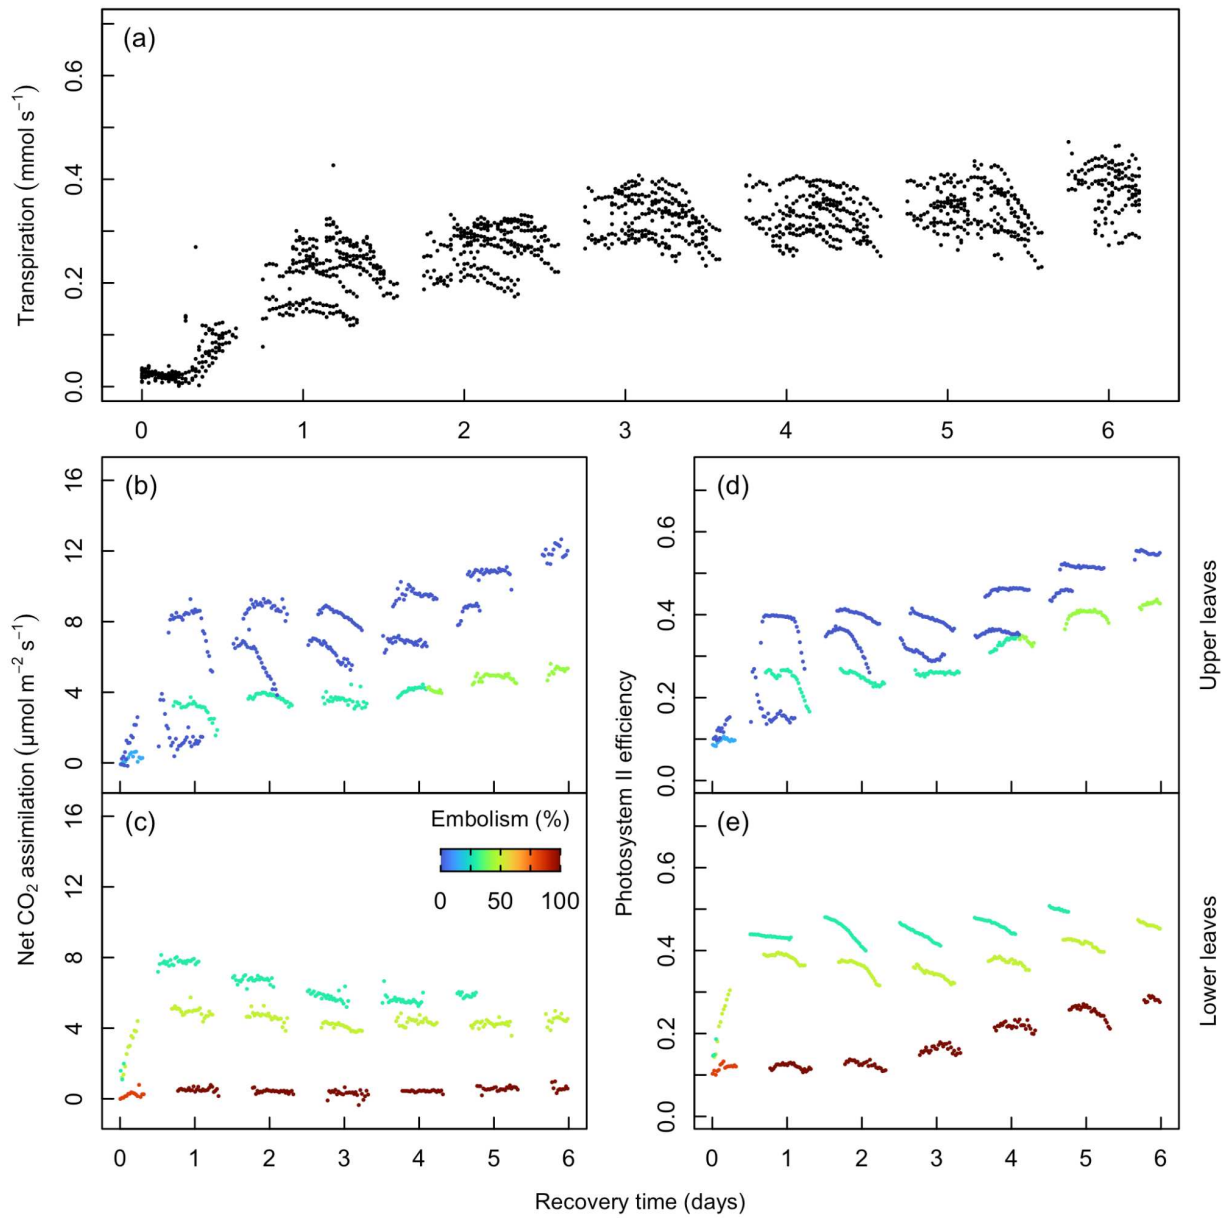 (a)
Transpiration (mmol s⁻¹)
0.6
0.4
0.2
0.0
0 1 2 3 4 5 6
(b)
16
12
8
4
0
(d)
0.6
0.4
0.2
0.0
Upper leaves
Net CO₂ assimilation (µmol m⁻² s⁻¹)
Photosystem II efficiency
(c)
16
12
8
4
0
Embolism (%)
0 50 100
0 1 2 3 4 5 6
(e)
0.6
0.4
0.2
0.0
0 1 2 3 4 5 6
Lower leaves
Recovery time (days)